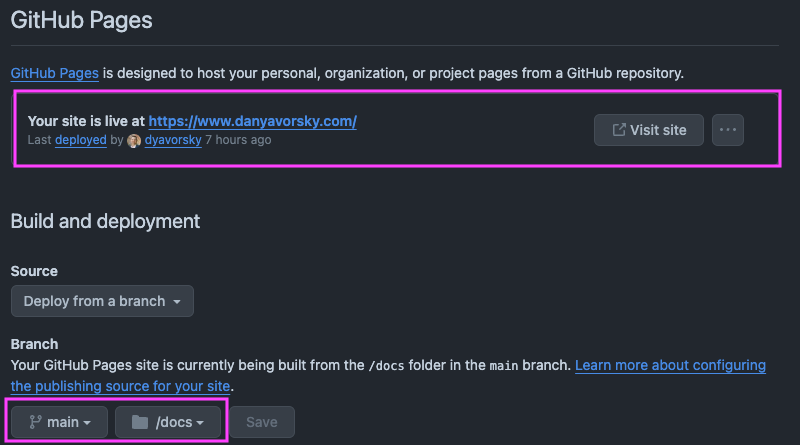 GitHub Pages
GitHub Pages is designed to host your personal, organization, or project pages from a GitHub repository.
Your site is live at https://www.danyavorsky.com/
Last deployed by dyavorsky 7 hours ago
Visit site
Build and deployment
Source
Deploy from a branch
Branch
Your GitHub Pages site is currently being built from the /docs folder in the main branch. Learn more about configuring
the publishing source for your site.
main
/docs
Save